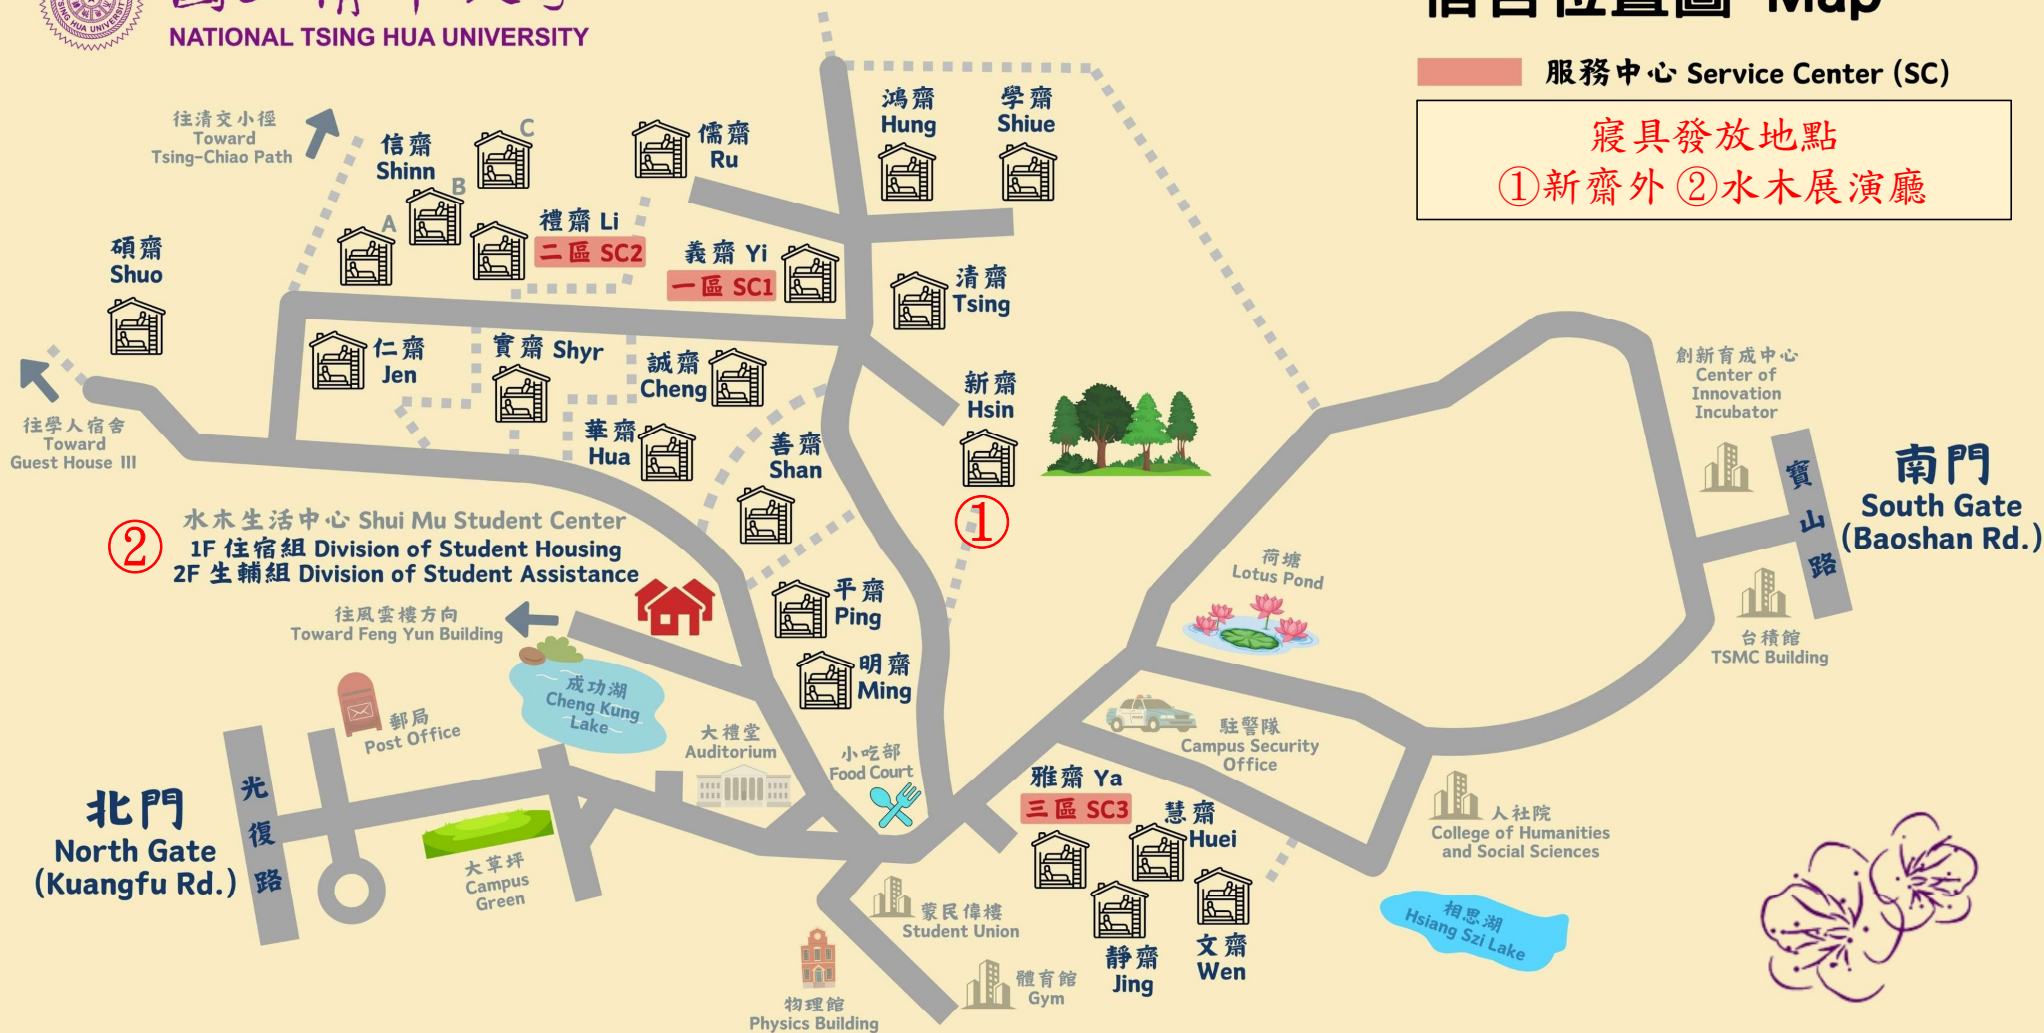 國立清華大學
NATIONAL TSING HUA UNIVERSITY
宿舍位置圖 Map
服務中心 Service Center (SC)
寢具發放地點
①新齋外 ②水木展演廳
往清交小徑
Toward
Tsing-Chiao Path
信齋
Shinn
A
B
C
儒齋
Ru
鴻齋
Hung
學齋
Shiue
禮齋 Li
二區 SC2
義齋 Yi
一區 SC1
清齋
Tsing
碩齋
Shuo
仁齋
Jen
實齋 Shyr
誠齋
Cheng
華齋
Hua
善齋
Shan
新齋
Hsin
①
往學人宿舍
Toward
Guest House III
②
水木生活中心 Shui Mu Student Center
1F 住宿組 Division of Student Housing
2F 生輔組 Division of Student Assistance
往風雲樓方向
Toward Feng Yun Building
平齋
Ping
明齋
Ming
荷塘
Lotus Pond
創新育成中心
Center of
Innovation
Incubator
寶山路
南門
South Gate
(Baoshan Rd.)
台積館
TSMC Building
郵局
Post Office
成功湖
Cheng Kung
Lake
大禮堂
Auditorium
小吃部
Food Court
駐警隊
Campus Security
Office
北門
North Gate
(Kuangfu Rd.)
光復路
大草坪
Campus
Green
雅齋 Ya
三區 SC3
慧齋
Huei
靜齋
Jing
文齋
Wen
人社院
College of Humanities
and Social Sciences
相思湖
Hsiang Szi Lake
蒙民偉樓
Student Union
體育館
Gym
物理館
Physics Building